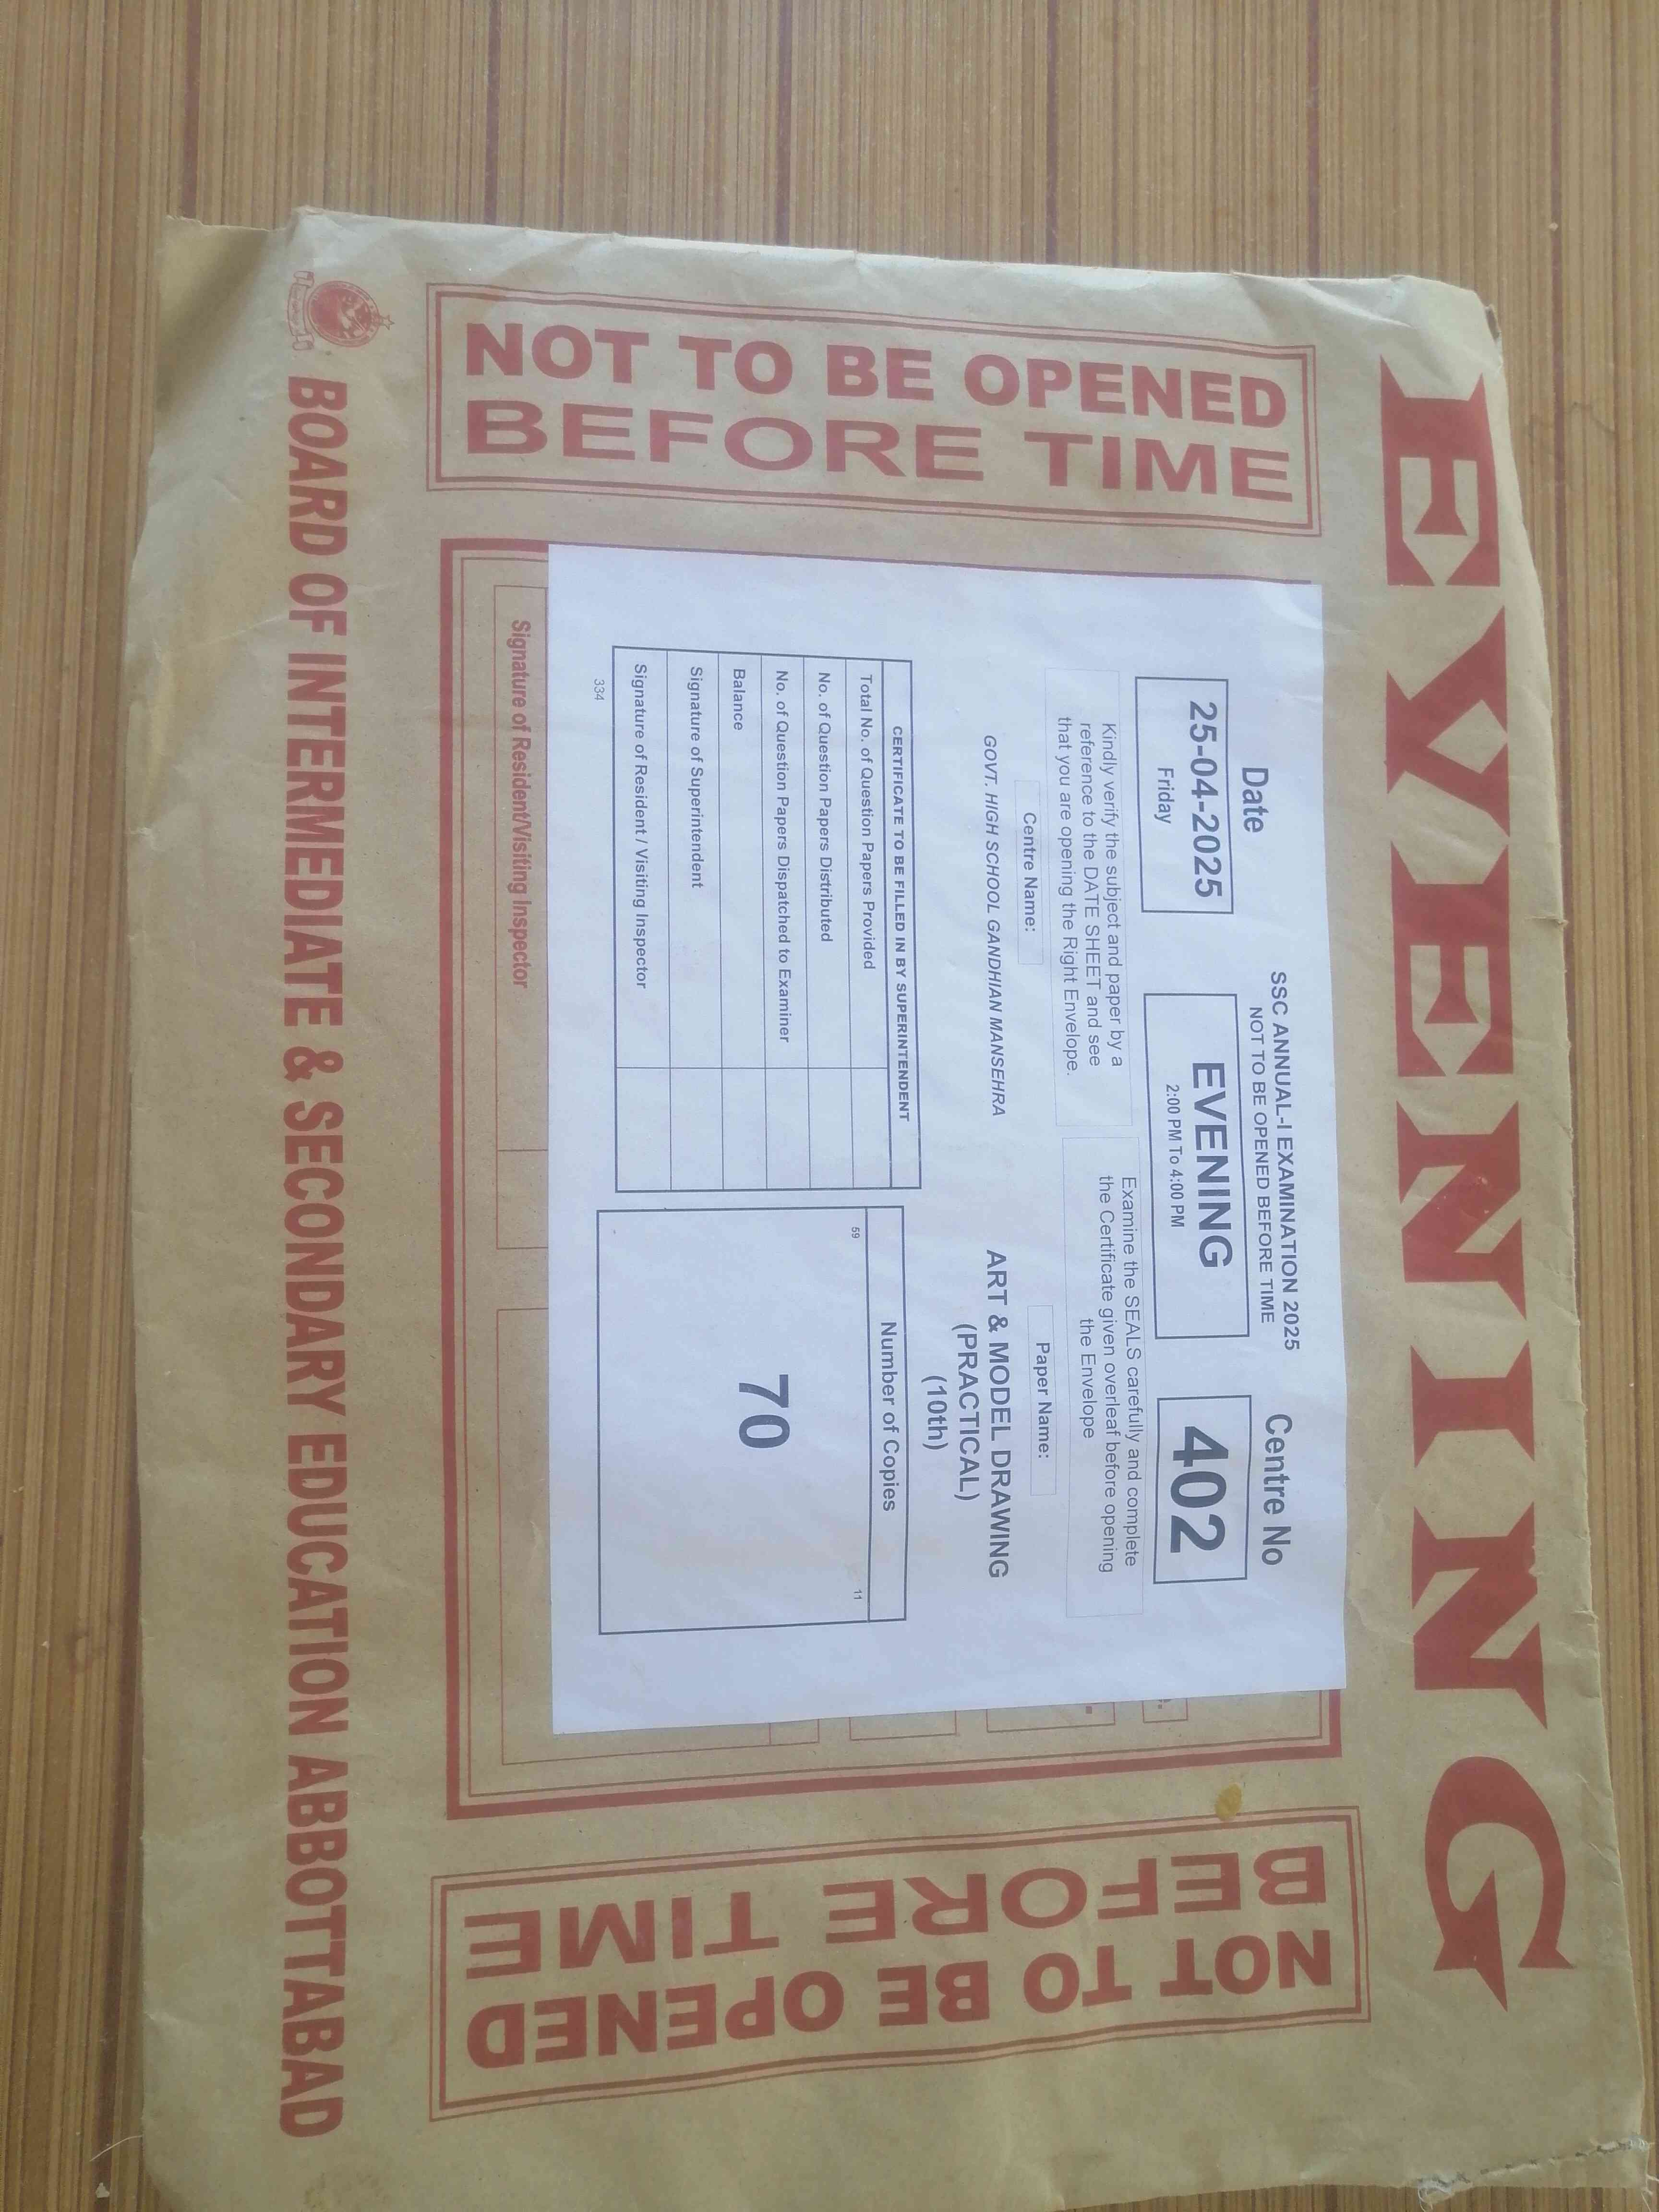 EVENING
NOT TO BE OPENED
BEFORE TIME
SSC ANNUAL-I EXAMINATION 2025
NOT TO BE OPENED BEFORE TIME
Date
25-04-2025
Friday
EVENING
2:00 PM To 4:00 PM
Centre No
402
Kindly verify the subject and paper by a
reference to the DATE SHEET and see
that you are opening the Right Envelope.
Examine the SEALS carefully and complete
the Certificate given overleaf before opening
the Envelope
Centre Name:
GOVT. HIGH SCHOOL GANDHIAN MANSEHRA
Paper Name:
ART & MODEL DRAWING
(PRACTICAL)
(10th)
CERTIFICATE TO BE FILLED IN BY SUPERINTENDENT
Total No. of Question Papers Provided
No. of Question Papers Distributed
No. of Question Papers Dispatched to Examiner
Balance
Signature of Superintendent
Signature of Resident / Visiting Inspector
334
Number of Copies
59
11
70
Signature of Resident/Visiting Inspector
NOT TO BE OPENED
BEFORE TIME
BOARD OF INTERMEDIATE & SECONDARY EDUCATION ABBOTTABAD